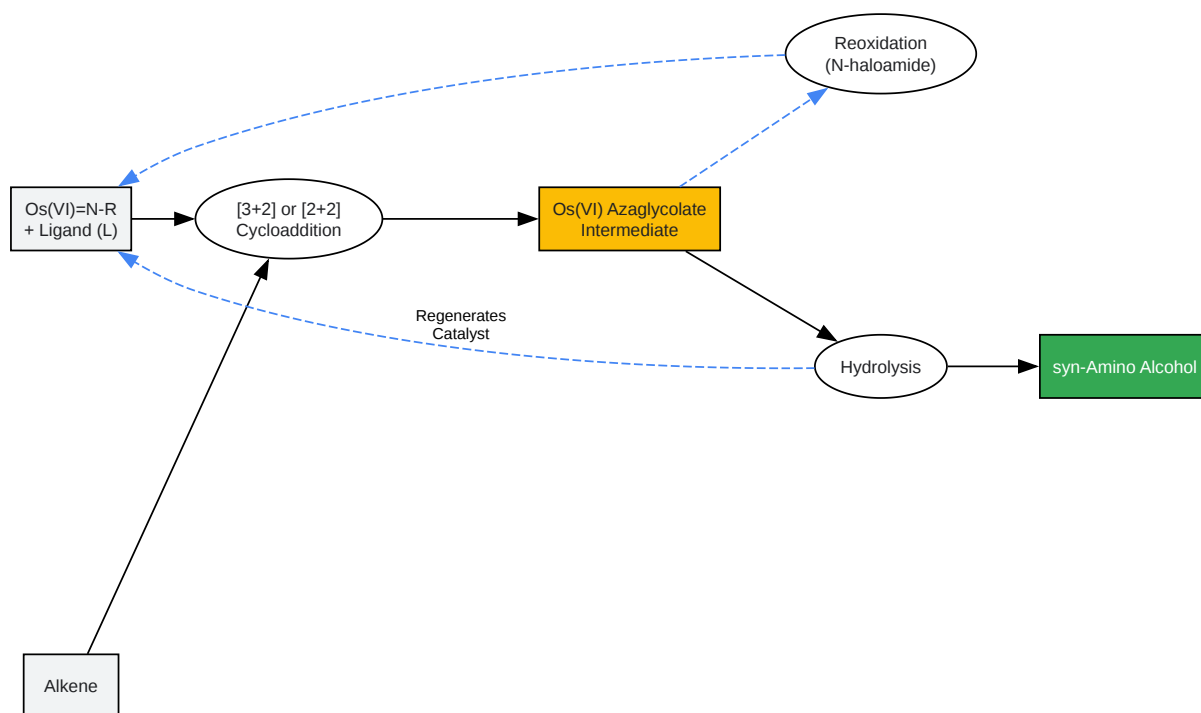 Reoxidation
(N-haloamide)
Os(VI)=N-R
+ Ligand (L)
[3+2] or [2+2]
Cycloaddition
Os(VI) Azaglycolate
Intermediate
Regenerates
Catalyst
Hydrolysis
syn-Amino Alcohol
Alkene